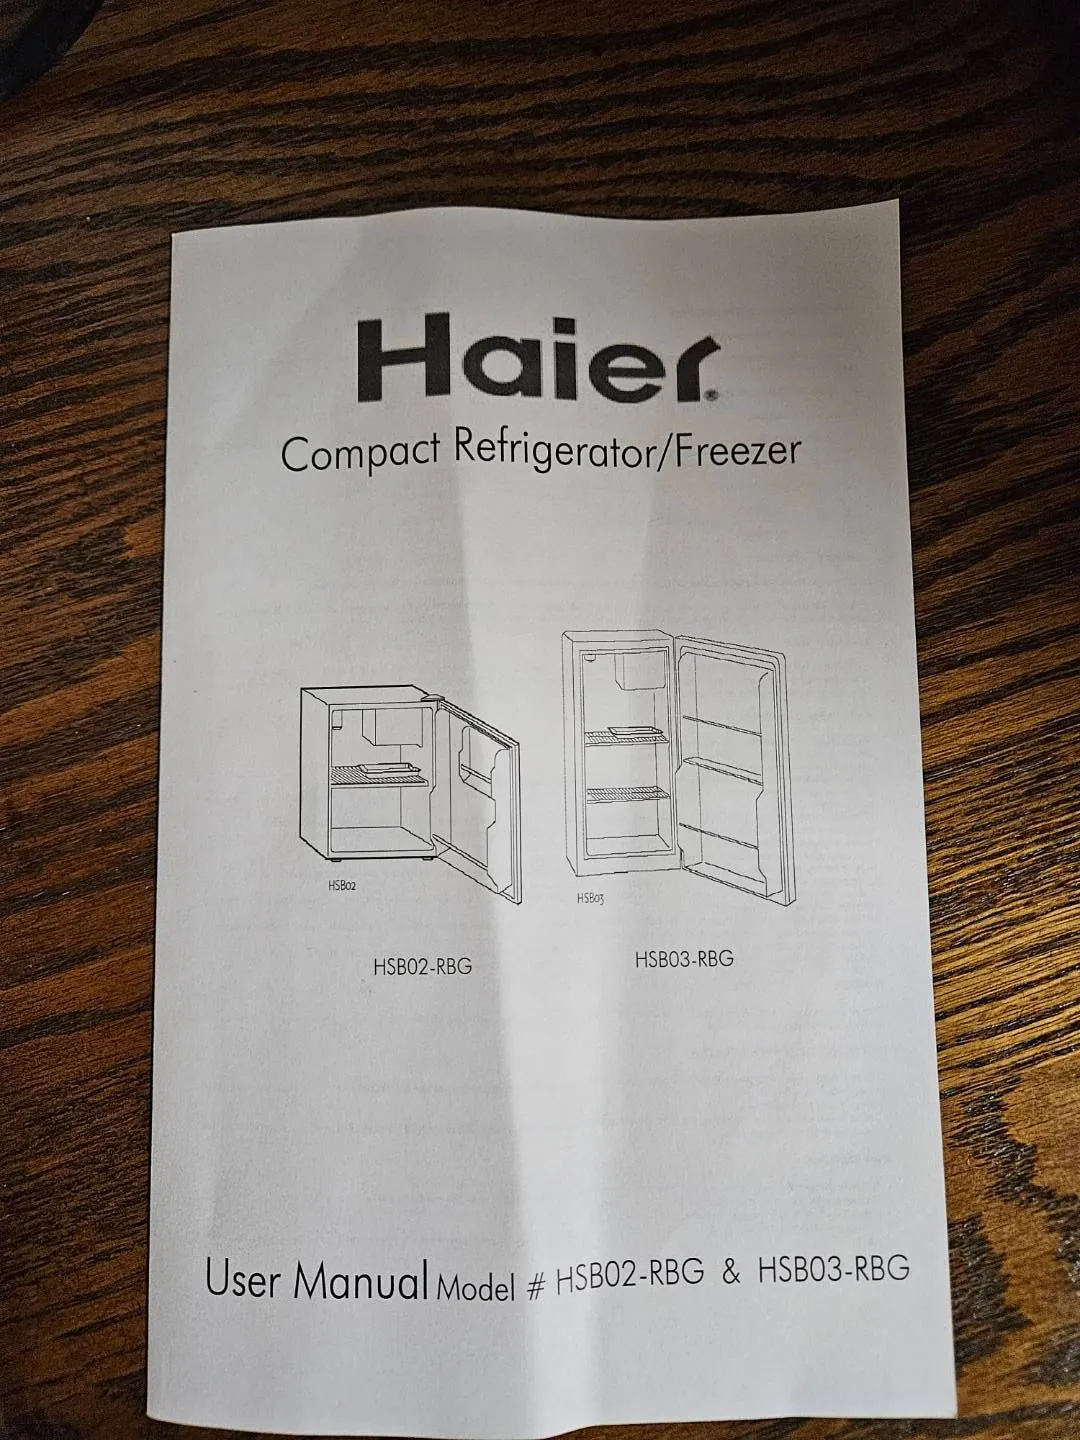 Haier®
Compact Refrigerator/Freezer
HSB02
HSB03
HSB02-RBG
HSB03-RBG
User Manual Model # HSB02-RBG & HSB03-RBG